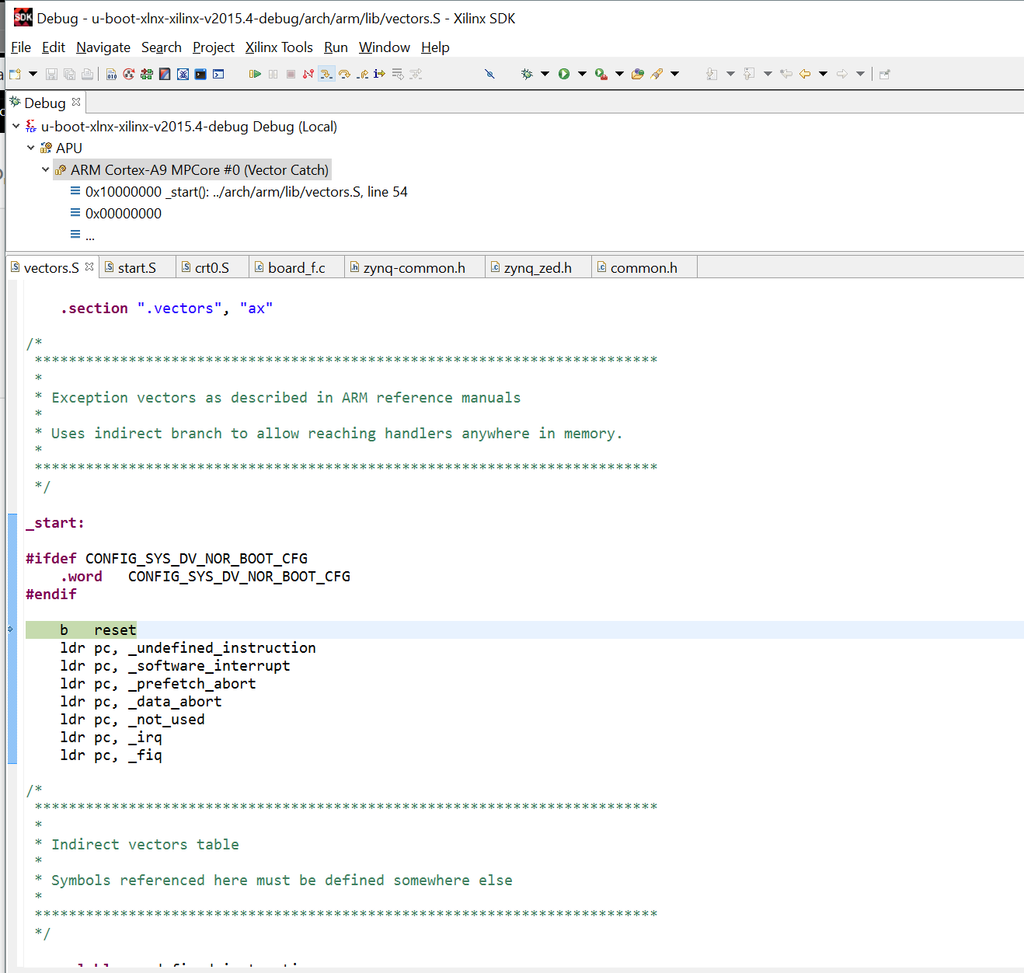 SDK Debug - u-boot-xlnx-xilinx-v2015.4-debug/arch/arm/lib/vectors.S - Xilinx SDK
File Edit Navigate Search Project Xilinx Tools Run Window Help
Debug
u-boot-xlnx-xilinx-v2015.4-debug Debug (Local)
APU
ARM Cortex-A9 MPCore #0 (Vector Catch)
0x10000000 _start(): ../arch/arm/lib/vectors.S, line 54
0x00000000
...
vectors.S start.S crt0.S board_f.c zynq-common.h zynq_zed.h common.h
.section ".vectors", "ax"
/*
*************************************************************************
*
* Exception vectors as described in ARM reference manuals
*
* Uses indirect branch to allow reaching handlers anywhere in memory.
*
*************************************************************************
*/
_start:
#ifdef CONFIG_SYS_DV_NOR_BOOT_CFG
.word CONFIG_SYS_DV_NOR_BOOT_CFG
#endif
b reset
ldr pc, _undefined_instruction
ldr pc, _software_interrupt
ldr pc, _prefetch_abort
ldr pc, _data_abort
ldr pc, _not_used
ldr pc, _irq
ldr pc, _fiq
/*
*************************************************************************
*
* Indirect vectors table
*
* Symbols referenced here must be defined somewhere else
*
*************************************************************************
*/